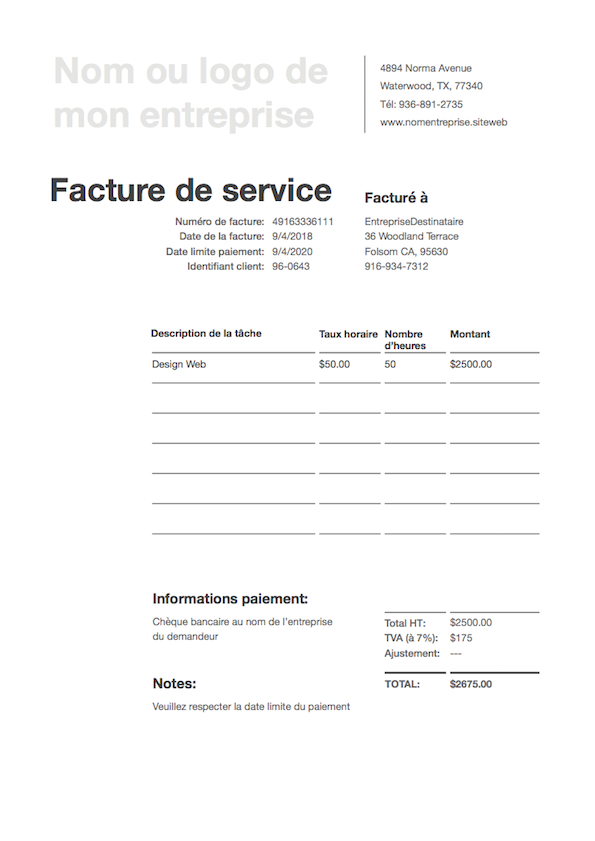 Nom ou logo de
mon entreprise
4894 Norma Avenue
Waterwood, TX, 77340
Tél: 936-891-2735
www.nomentreprise.siteweb
Facture de service
Numéro de facture: 49163336111
Date de la facture: 9/4/2018
Date limite paiement: 9/4/2020
Identifiant client: 96-0643
Facturé à
EntrepriseDestinataire
36 Woodland Terrace
Folsom CA, 95630
916-934-7312
Description de la tâche Taux horaire Nombre d'heures Montant
Design Web $50.00 50 $2500.00
Informations paiement:
Chèque bancaire au nom de l'entreprise
du demandeur
Total HT: $2500.00
TVA (à 7%): $175
Ajustement: ---
TOTAL: $2675.00
Notes:
Veuillez respecter la date limite du paiement